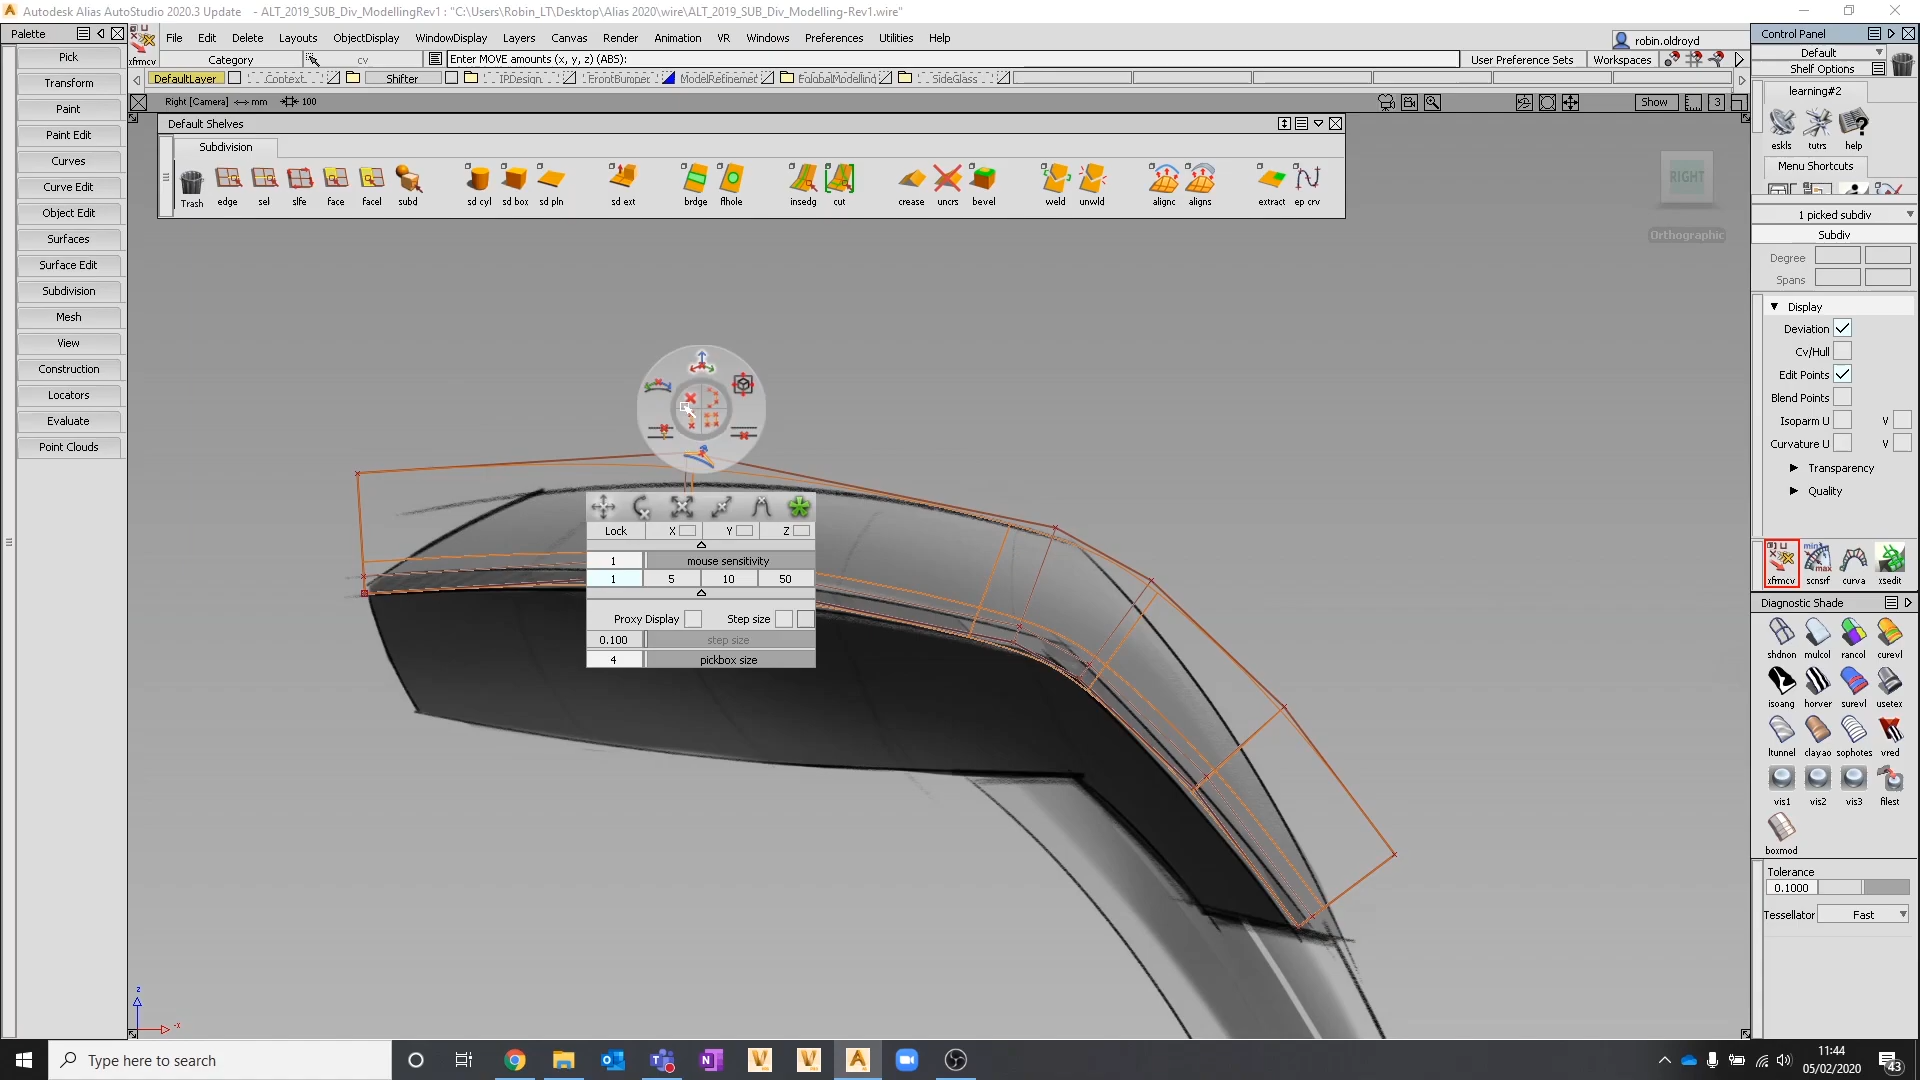 Autodesk Alias AutoStudio 2020.3 Update - ALT_2019_SUB_Div_ModellingRev1 : "C:\Users\Robin_LT\Desktop\Alias 2020\wire\ALT_2019_SUB_Div_Modelling-Rev1.wire"
Palette
File Edit Delete Layouts ObjectDisplay WindowDisplay Layers Canvas Render Animation VR Windows Preferences Utilities Help
robin.oldroyd
xfrmcv
Category
cv
Enter MOVE amounts (x, y, z) (ABS):
User Preference Sets
Workspaces
DefaultLayer
Context
Shifter
IPDesign
FrontBumper
ModelRefinement
SideGlass
Right [Camera] <-> mm
100
Show
3
Default Shelves
Subdivision
Trash edge sel slfe face facel subd sd cyl sd box sd pln sd ext brdge flhole insedg cut crease uncrs bevel weld unwld alignc aligns extract ep crv
Pick
Transform
Paint
Paint Edit
Curves
Curve Edit
Object Edit
Surfaces
Surface Edit
Subdivision
Mesh
View
Construction
Locators
Evaluate
Point Clouds
RIGHT
Orthographic
Lock X Y Z
1 mouse sensitivity
1 5 10 50
Proxy Display Step size
0.100 step size
4 pickbox size
z
-x
Control Panel
Default
Shelf Options
learning#2
eskls tutrs help
Menu Shortcuts
1 picked subdiv
Subdiv
Degree
Spans
Display
Deviation
Cv/Hull
Edit Points
Blend Points
Isoparm U V
Curvature U V
Transparency
Quality
xfrmcv scnsrf curva xsedit
Diagnostic Shade
shdnon mulcol rancol curevl
isoang horver surevl usetex
ltunnel clayao sophotes vred
vis1 vis2 vis3 filest
boxmod
Tolerance
0.1000
Tessellator Fast
Type here to search
11:44
05/02/2020
43